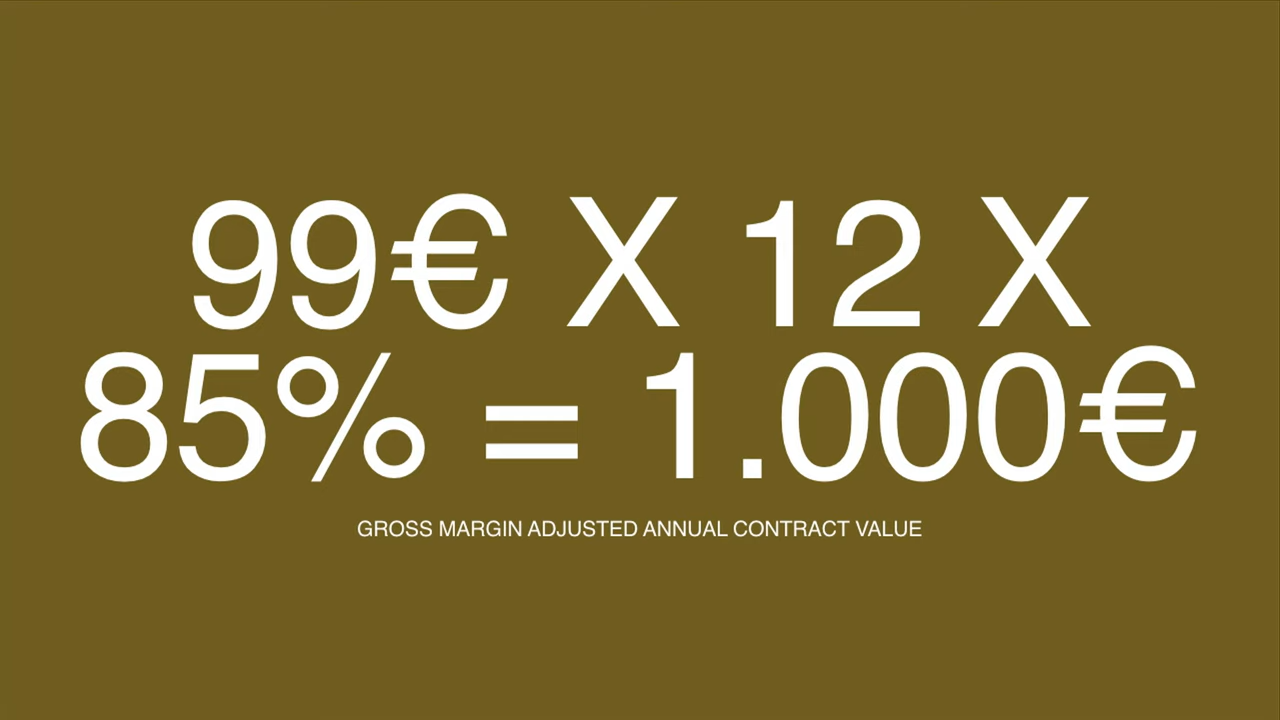 99€ X 12 X
85% = 1.000€
GROSS MARGIN ADJUSTED ANNUAL CONTRACT VALUE